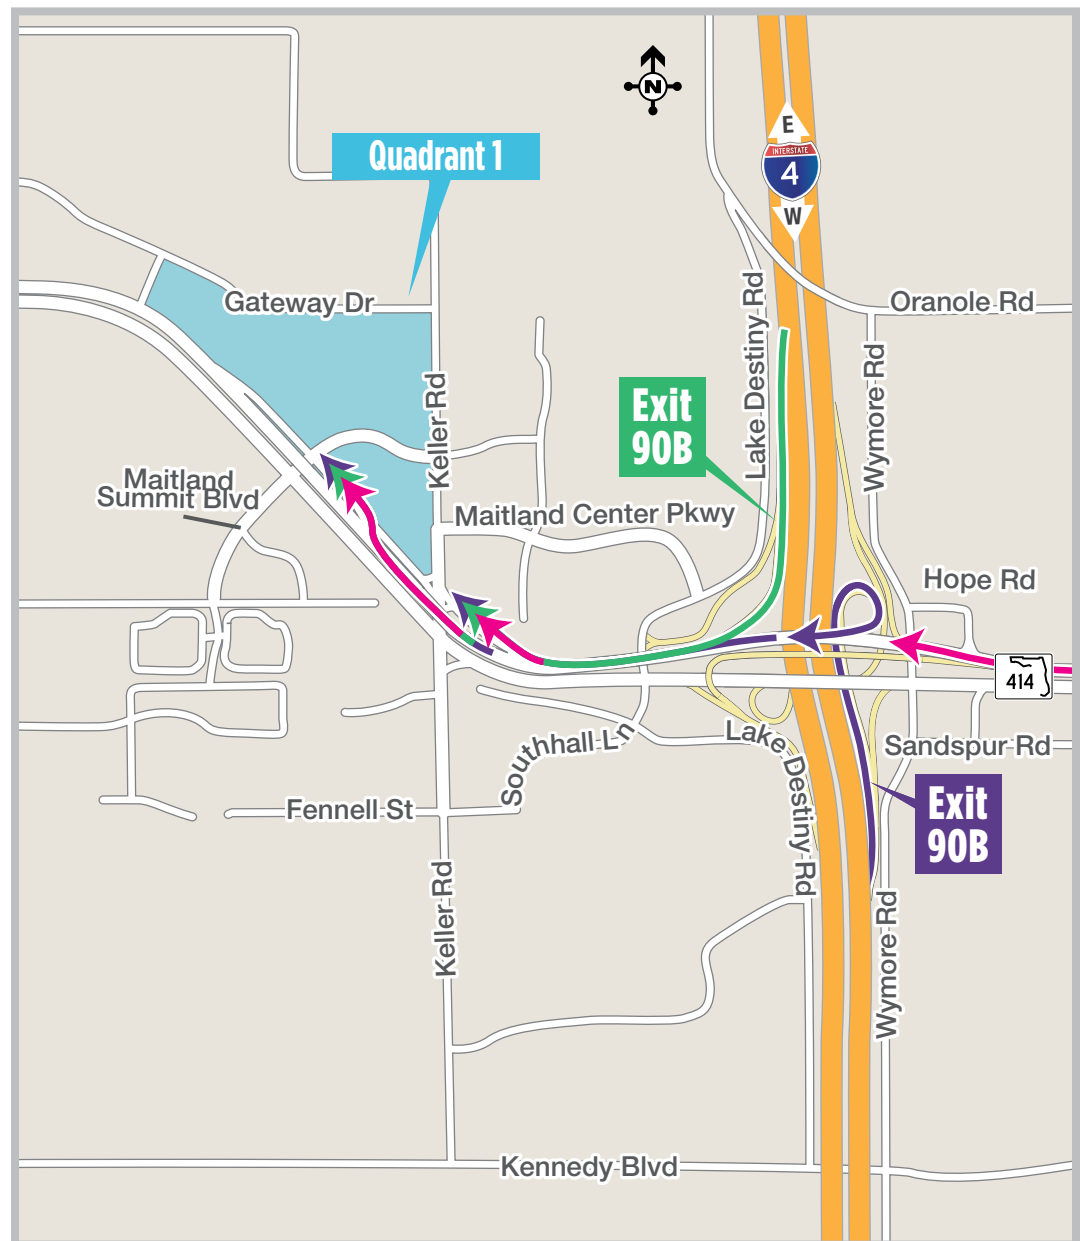 N
E
INTERSTATE
4
W
Quadrant 1
Gateway Dr
Oranole Rd
Lake Destiny Rd
Wymore Rd
Keller Rd
Exit
90B
Maitland
Summit Blvd
Maitland Center Pkwy
Hope Rd
414
Southhall Ln
Lake Destiny Rd
Sandspur Rd
Exit
90B
Fennell St
Keller Rd
Wymore Rd
Kennedy Blvd